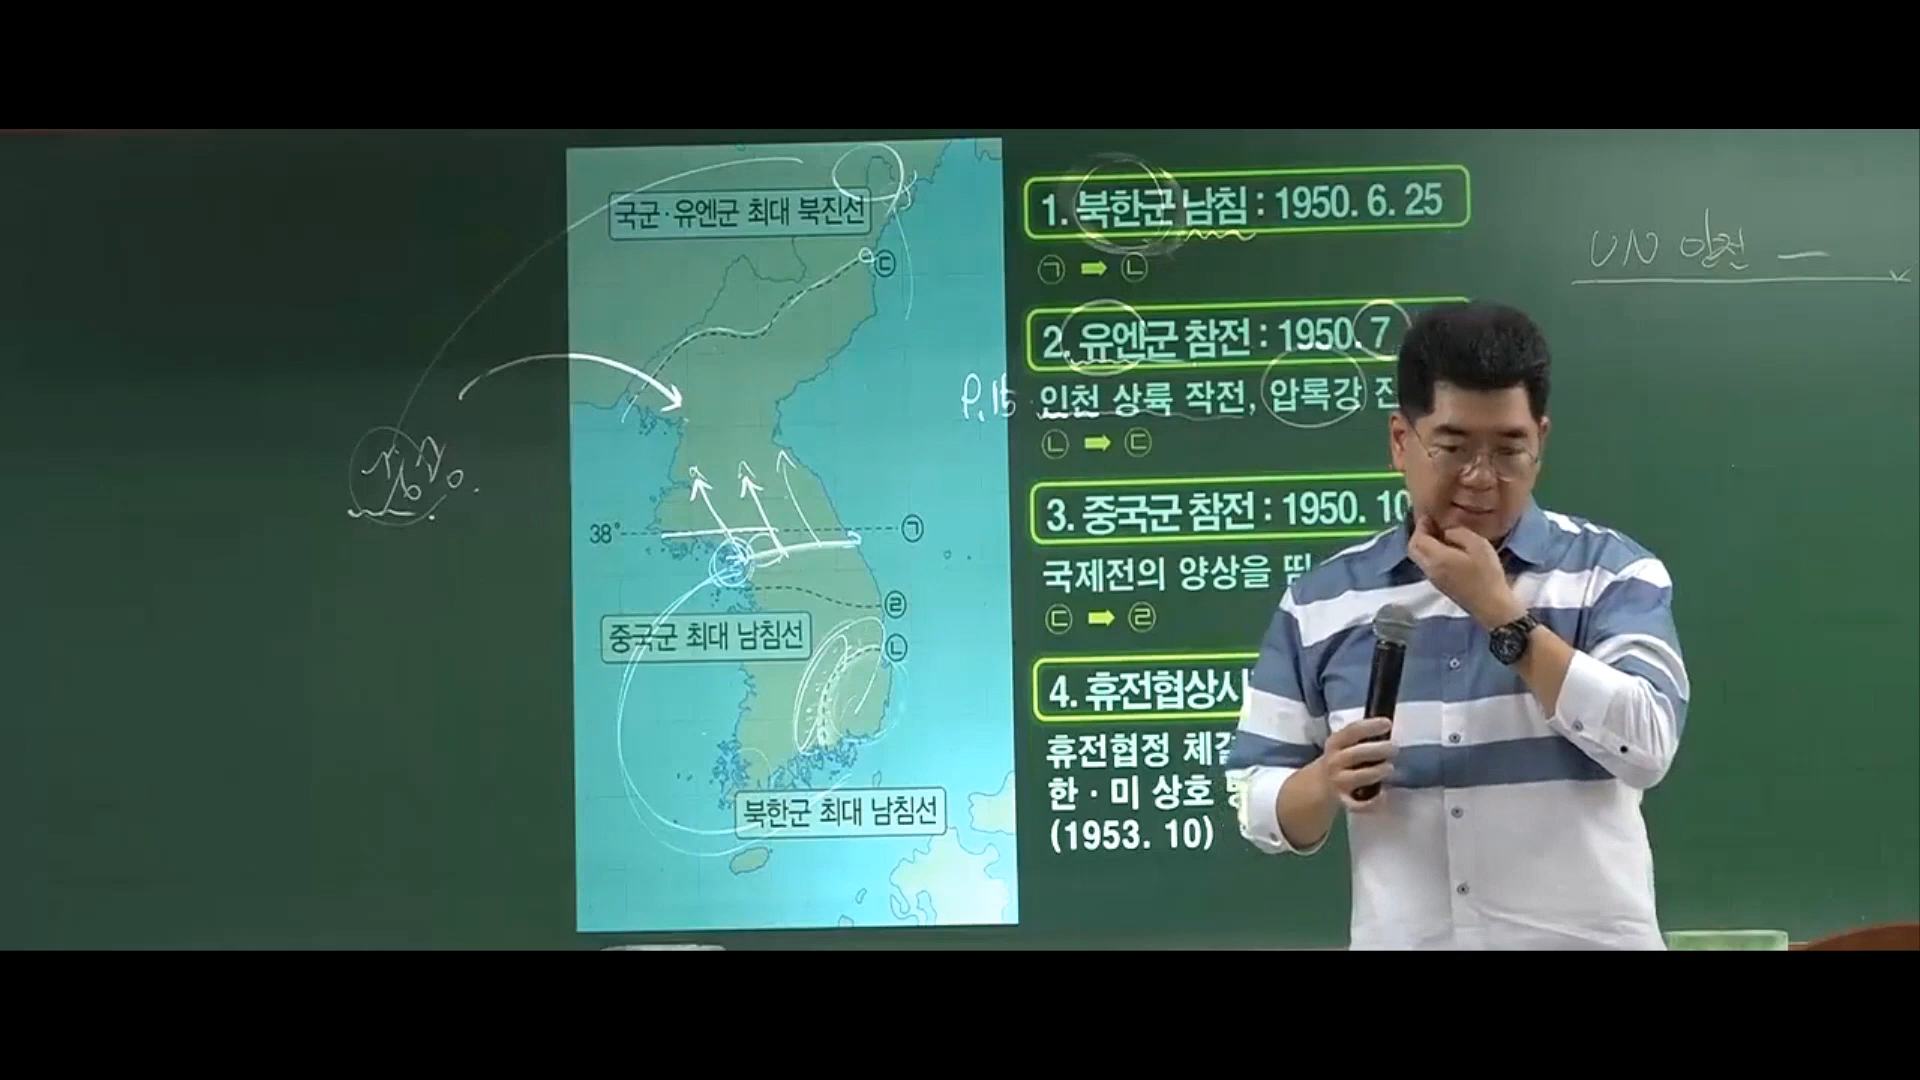 국군·유엔군 최대 북진선
ㄷ
38°
ㄱ
ㄹ
중국군 최대 남침선
ㄴ
북한군 최대 남침선
1. 북한군 남침 : 1950. 6. 25
ㄱ ➡ ㄴ
2. 유엔군 참전 : 1950. 7
P.15
인천 상륙 작전, 압록강 진
ㄴ ➡ ㄷ
3. 중국군 참전 : 1950. 10
국제전의 양상을 띰
ㄷ ➡ ㄹ
4. 휴전협상시
휴전협정 체결
한·미 상호
(1953. 10)
UN 안전 —